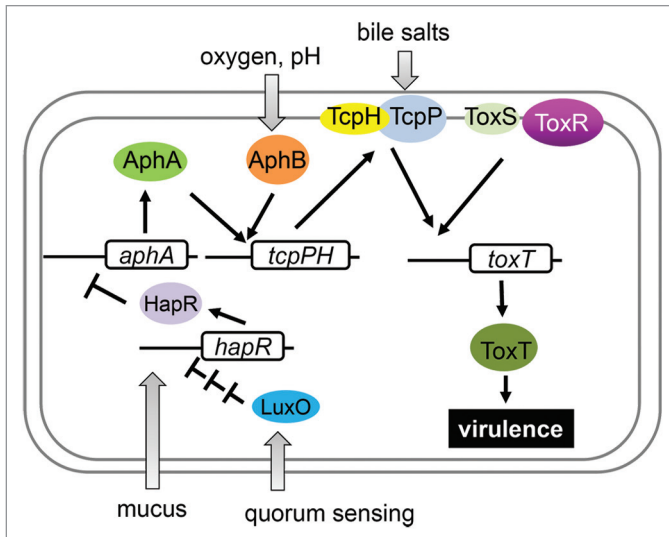 bile salts
oxygen, pH
TcpH TcpP ToxS ToxR
AphA AphB
aphA tcpPH toxT
HapR
hapR
ToxT
LuxO
virulence
mucus quorum sensing